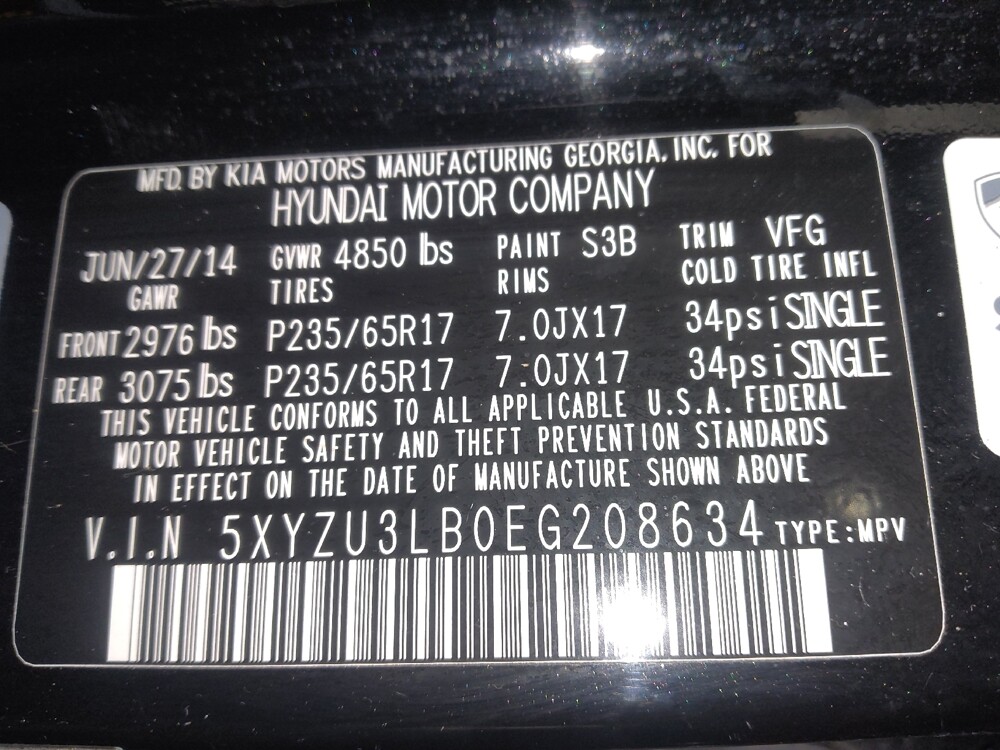 MFD. BY KIA MOTORS MANUFACTURING GEORGIA, INC. FOR
HYUNDAI MOTOR COMPANY
JUN/27/14 GVWR 4850 lbs PAINT S3B TRIM VFG
GAWR TIRES RIMS COLD TIRE INFL
FRONT 2976 lbs P235/65R17 7.0JX17 34psi SINGLE
REAR 3075 lbs P235/65R17 7.0JX17 34psi SINGLE
THIS VEHICLE CONFORMS TO ALL APPLICABLE U.S.A. FEDERAL
MOTOR VEHICLE SAFETY AND THEFT PREVENTION STANDARDS
IN EFFECT ON THE DATE OF MANUFACTURE SHOWN ABOVE
V.I.N 5XYZU3LB0EG208634 TYPE:MPV